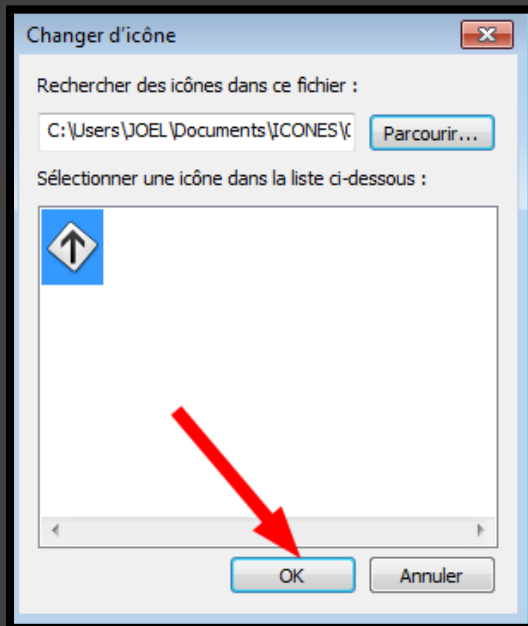 Changer d'icône
Rechercher des icônes dans ce fichier :
C:\Users\JOEL\Documents\ICONES\
Parcourir...
Sélectionner une icône dans la liste ci-dessous :
OK
Annuler